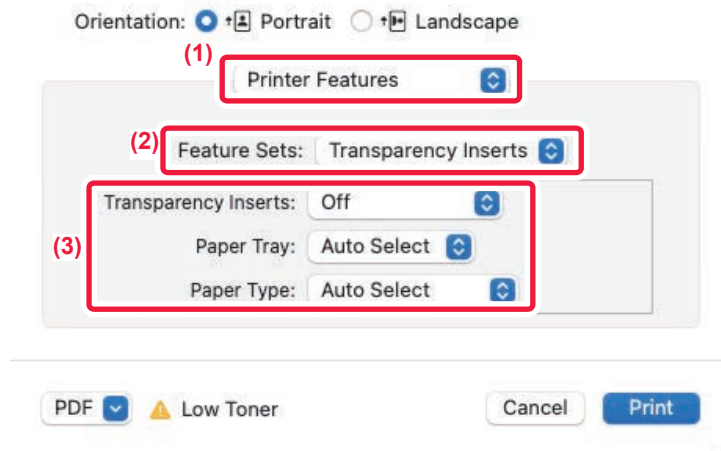 Orientation: Portrait Landscape
(1)
Printer Features
(2)
Feature Sets: Transparency Inserts
(3)
Transparency Inserts: Off
Paper Tray: Auto Select
Paper Type: Auto Select
PDF Low Toner Cancel Print